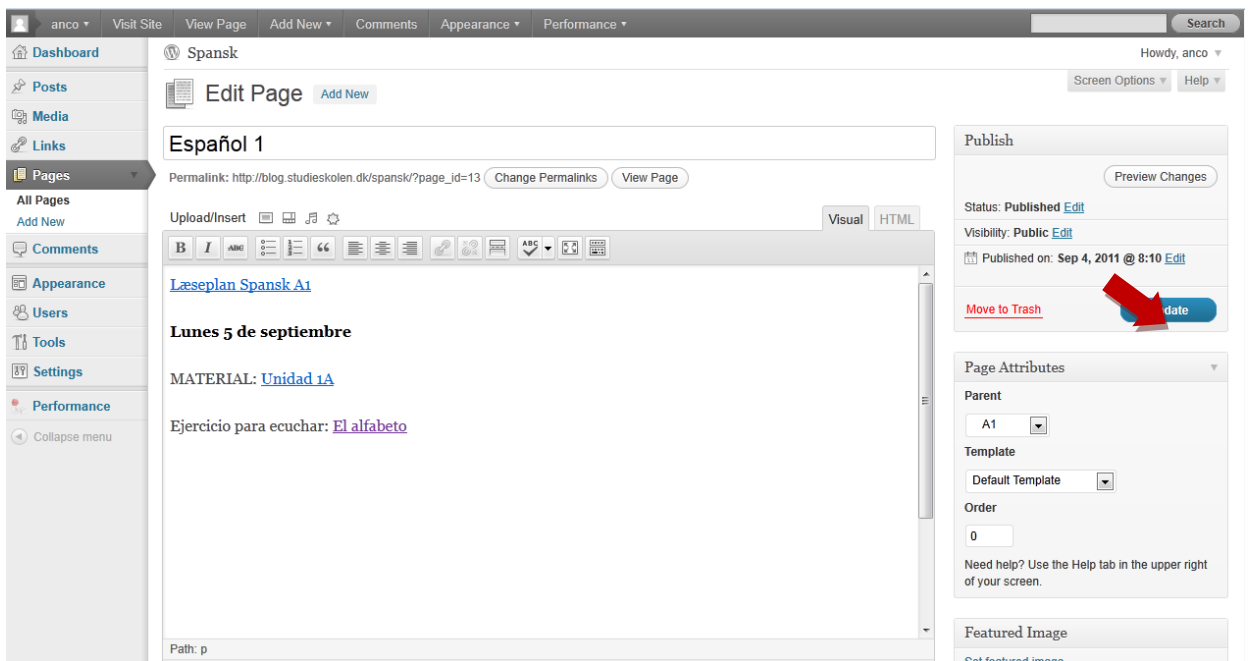 anco Visit Site View Page Add New Comments Appearance Performance Search
Dashboard
Posts
Media
Links
Pages
All Pages
Add New
Comments
Appearance
Users
Tools
Settings
Performance
Collapse menu
Spansk
Howdy, anco
Screen Options Help
Edit Page Add New
Español 1
Permalink: http://blog.studieskolen.dk/spansk/?page_id=13 Change Permalinks View Page
Upload/Insert
Visual HTML
B I ABC ABC
Læseplan Spansk A1
Lunes 5 de septiembre
MATERIAL: Unidad 1A
Ejercicio para ecuchar: El alfabeto
Path: p
Publish
Preview Changes
Status: Published Edit
Visibility: Public Edit
Published on: Sep 4, 2011 @ 8:10 Edit
Move to Trash date
Page Attributes
Parent
A1
Template
Default Template
Order
0
Need help? Use the Help tab in the upper right
of your screen.
Featured Image
Set featured image